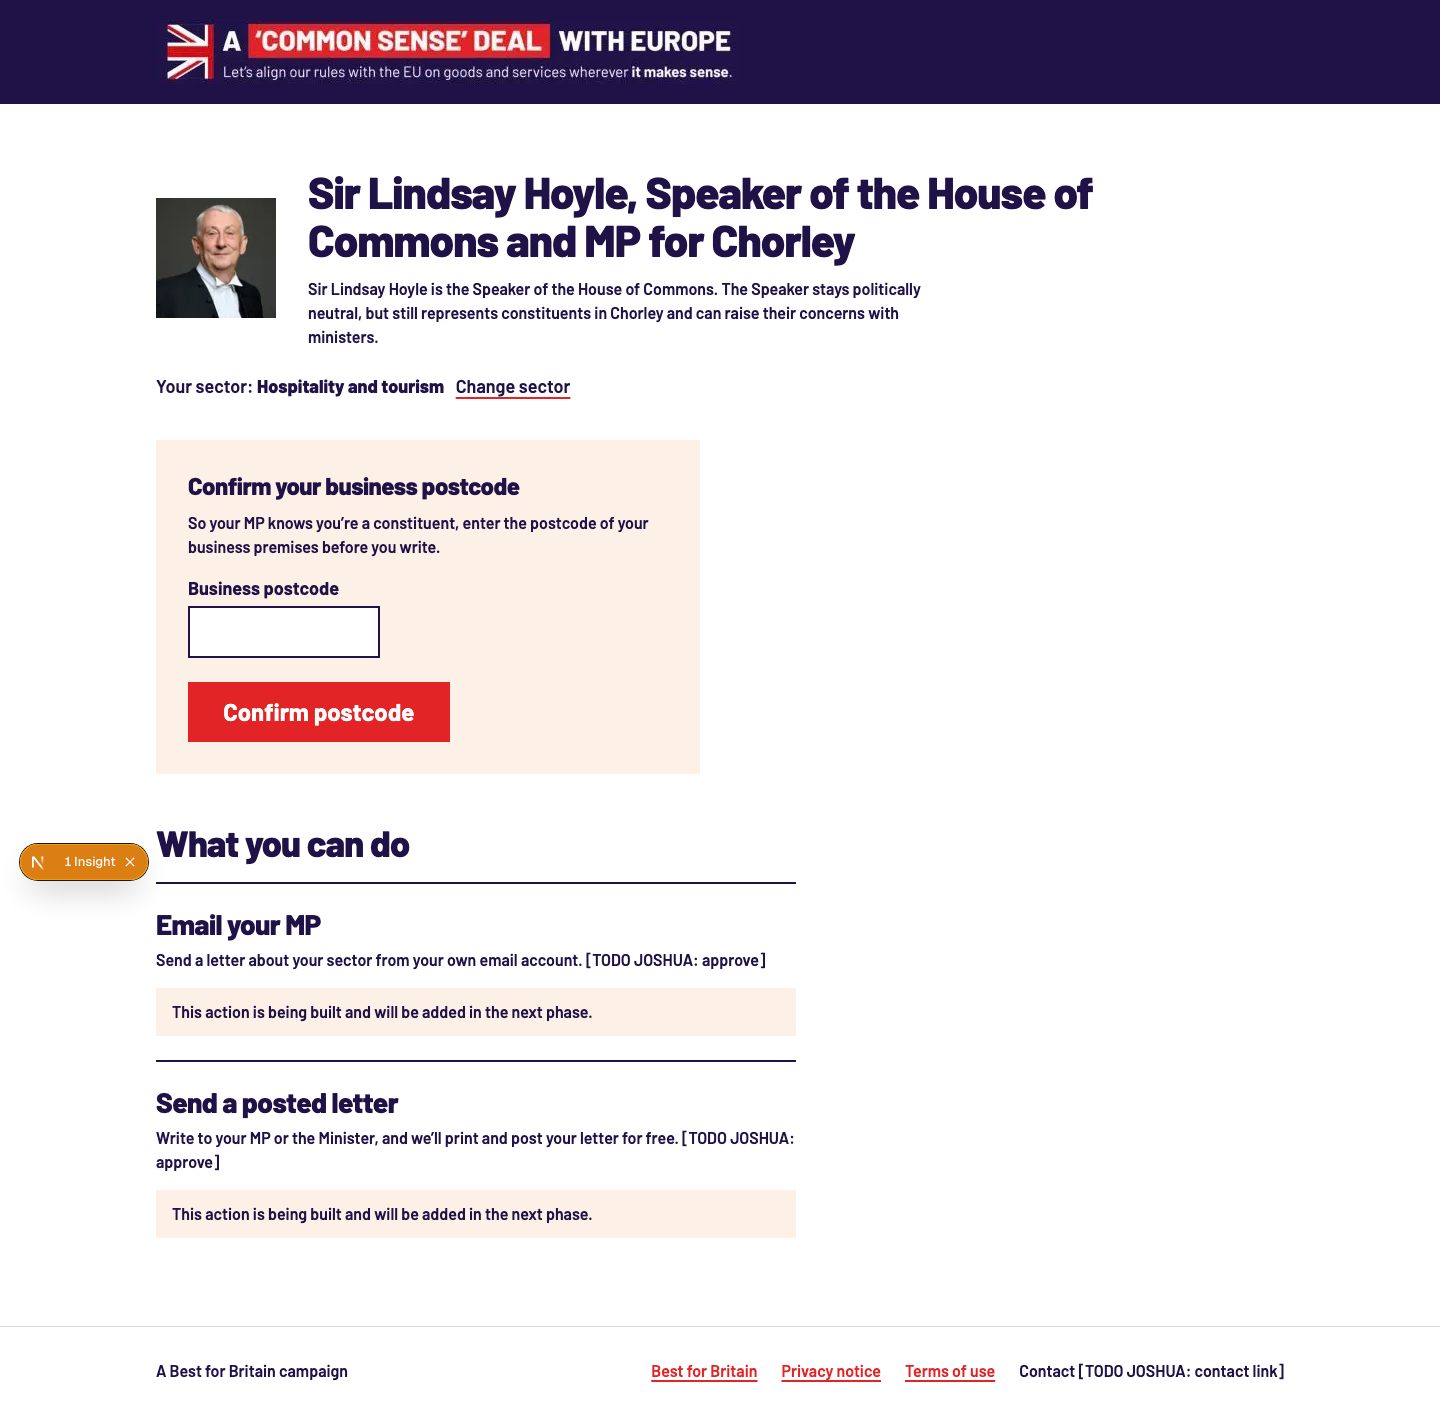 A ‘COMMON SENSE’ DEAL WITH EUROPE
Let’s align our rules with the EU on goods and services wherever it makes sense.
Sir Lindsay Hoyle, Speaker of the House of
Commons and MP for Chorley
Sir Lindsay Hoyle is the Speaker of the House of Commons. The Speaker stays politically
neutral, but still represents constituents in Chorley and can raise their concerns with
ministers.
Your sector: Hospitality and tourism Change sector
Confirm your business postcode
So your MP knows you’re a constituent, enter the postcode of your
business premises before you write.
Business postcode
Confirm postcode
What you can do
1 Insight
Email your MP
Send a letter about your sector from your own email account. [TODO JOSHUA: approve]
This action is being built and will be added in the next phase.
Send a posted letter
Write to your MP or the Minister, and we’ll print and post your letter for free. [TODO JOSHUA:
approve]
This action is being built and will be added in the next phase.
A Best for Britain campaign Best for Britain Privacy notice Terms of use Contact [TODO JOSHUA: contact link]